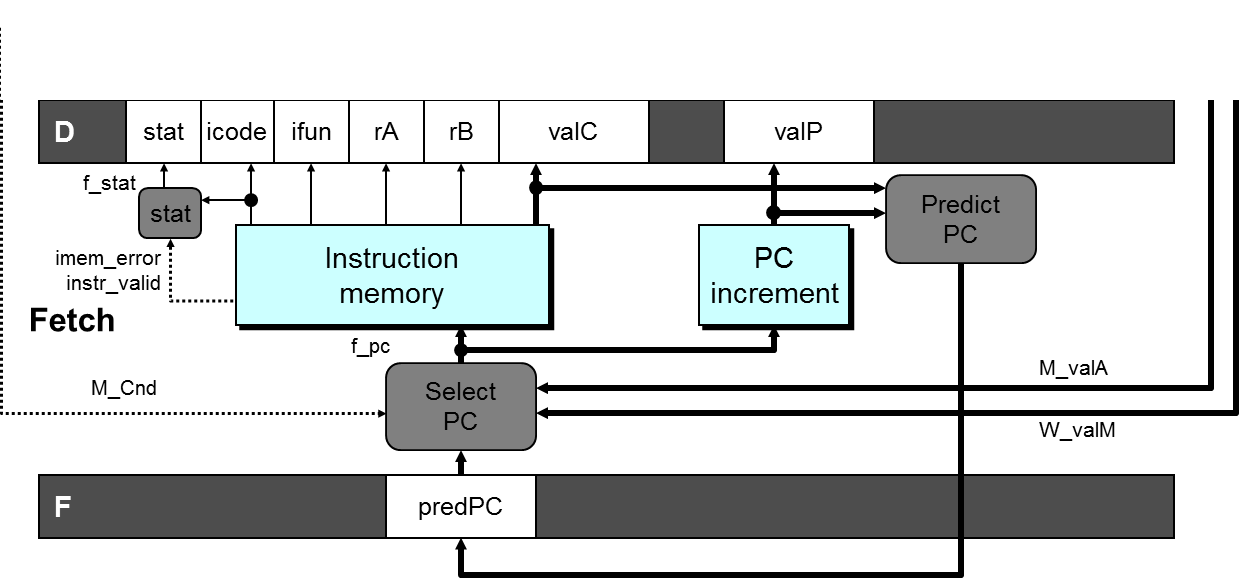 D
stat
icode
ifun
rA
rB
valC
valP
f_stat
stat
Predict
PC
imem_error
instr_valid
Instruction
memory
PC
increment
Fetch
f_pc
M_Cnd
Select
PC
M_valA
W_valM
F
predPC